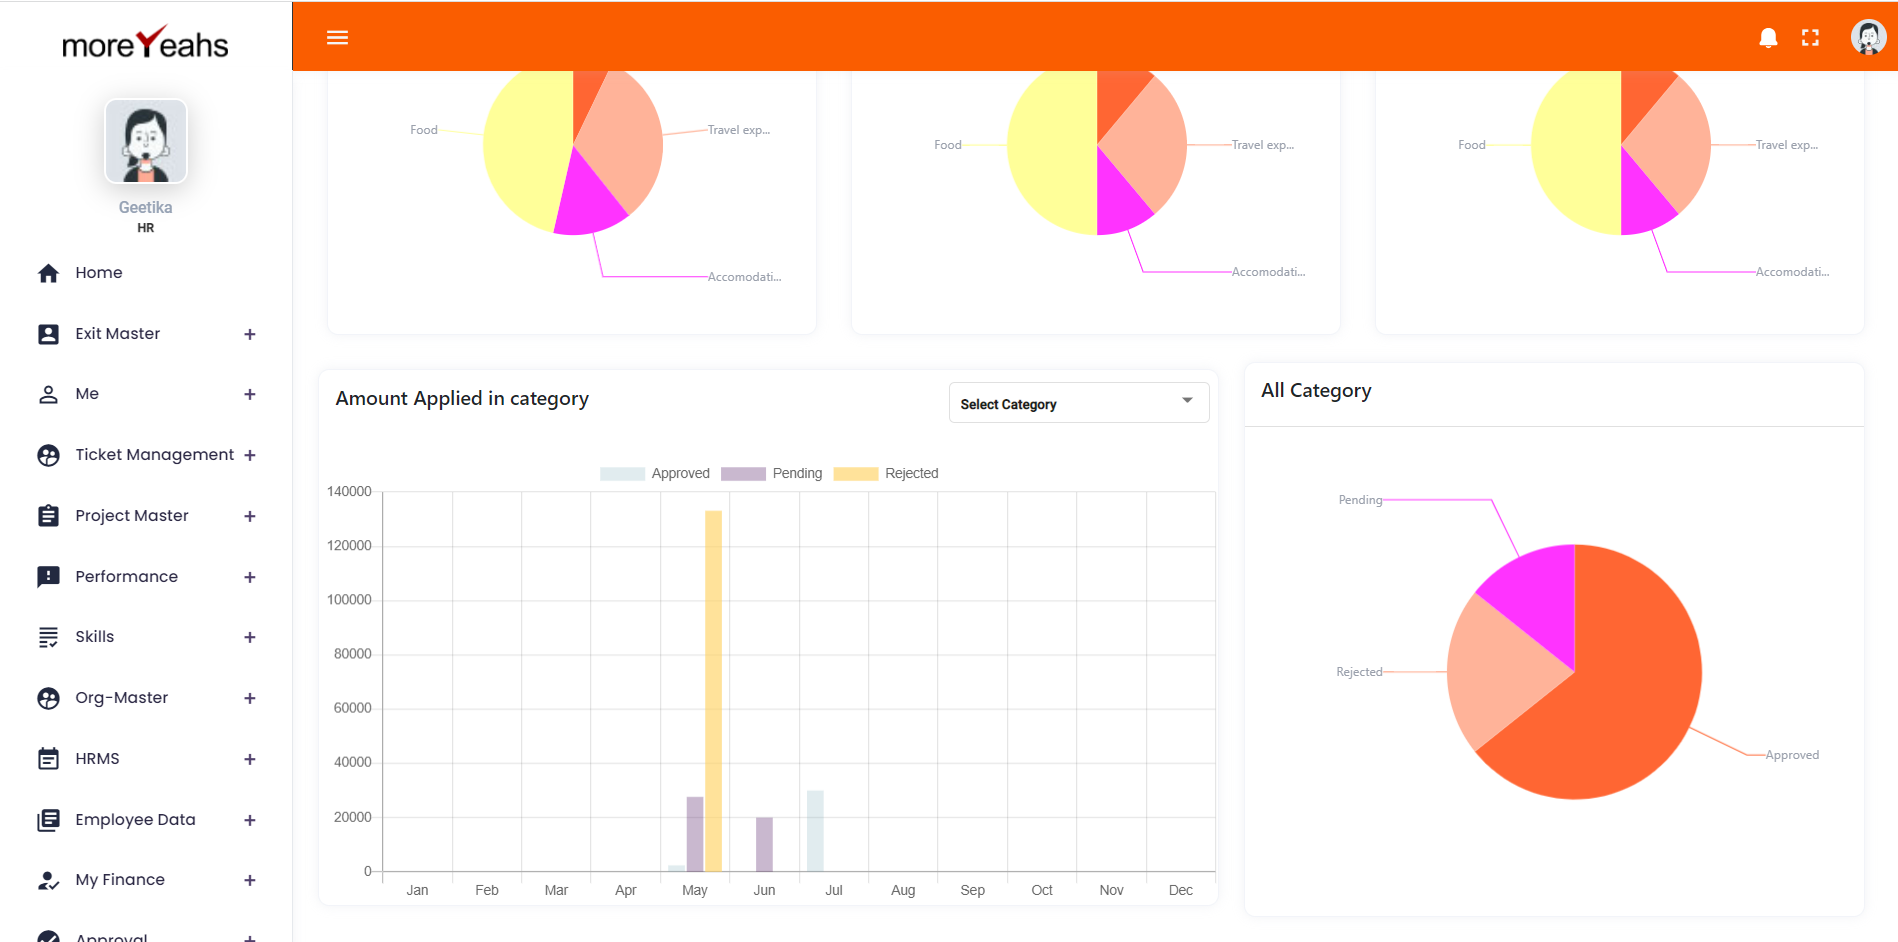 moreYeahs
Geetika
HR
Home
Exit Master +
Me +
Ticket Management +
Project Master +
Performance +
Skills +
Org-Master +
HRMS +
Employee Data +
My Finance +
Approval +
Food
Travel exp...
Accomodati...
Food
Travel exp...
Accomodati...
Food
Travel exp...
Accomodati...
Amount Applied in category
Select Category
Approved Pending Rejected
140000
120000
100000
80000
60000
40000
20000
0
Jan Feb Mar Apr May Jun Jul Aug Sep Oct Nov Dec
All Category
Pending
Rejected
Approved